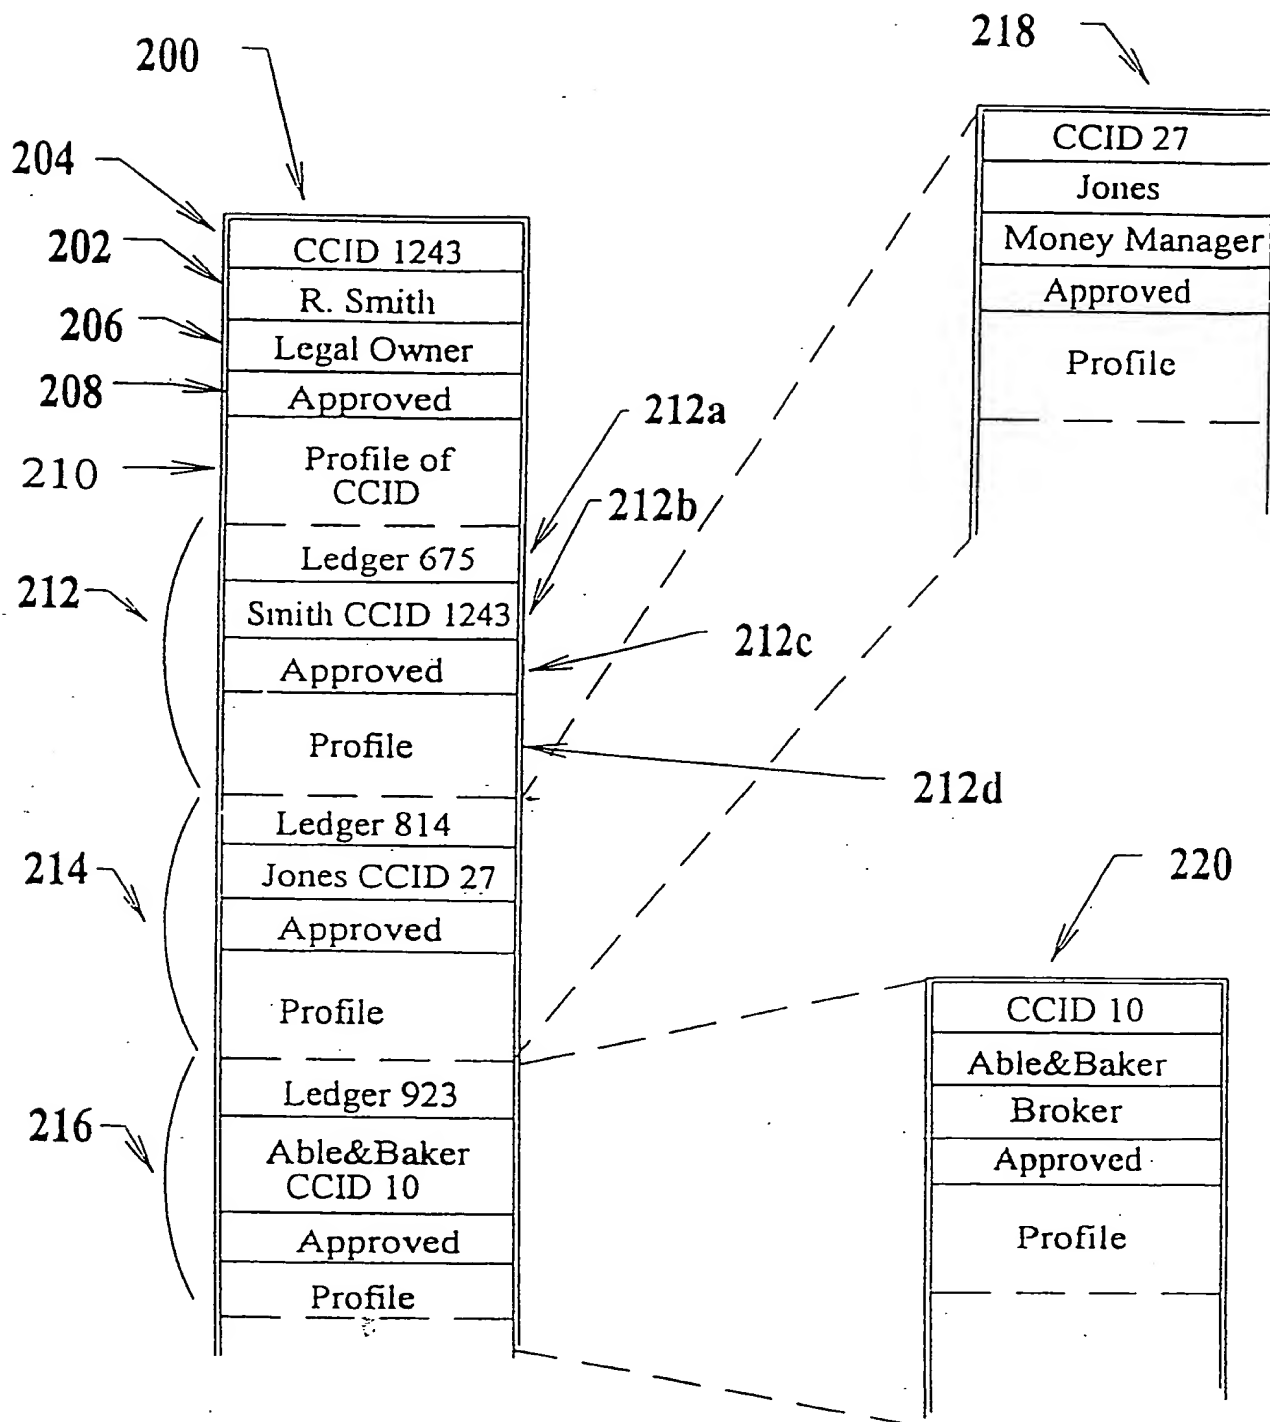 200
218
204
202
206
208
210
212
214
216
CCID 1243
R. Smith
Legal Owner
Approved
Profile of
CCID
Ledger 675
Smith CCID 1243
Approved
Profile
Ledger 814
Jones CCID 27
Approved
Profile
Ledger 923
Able&Baker
CCID 10
Approved
Profile
212a
212b
212c
212d
CCID 27
Jones
Money Manager
Approved
Profile
220
CCID 10
Able&Baker
Broker
Approved
Profile